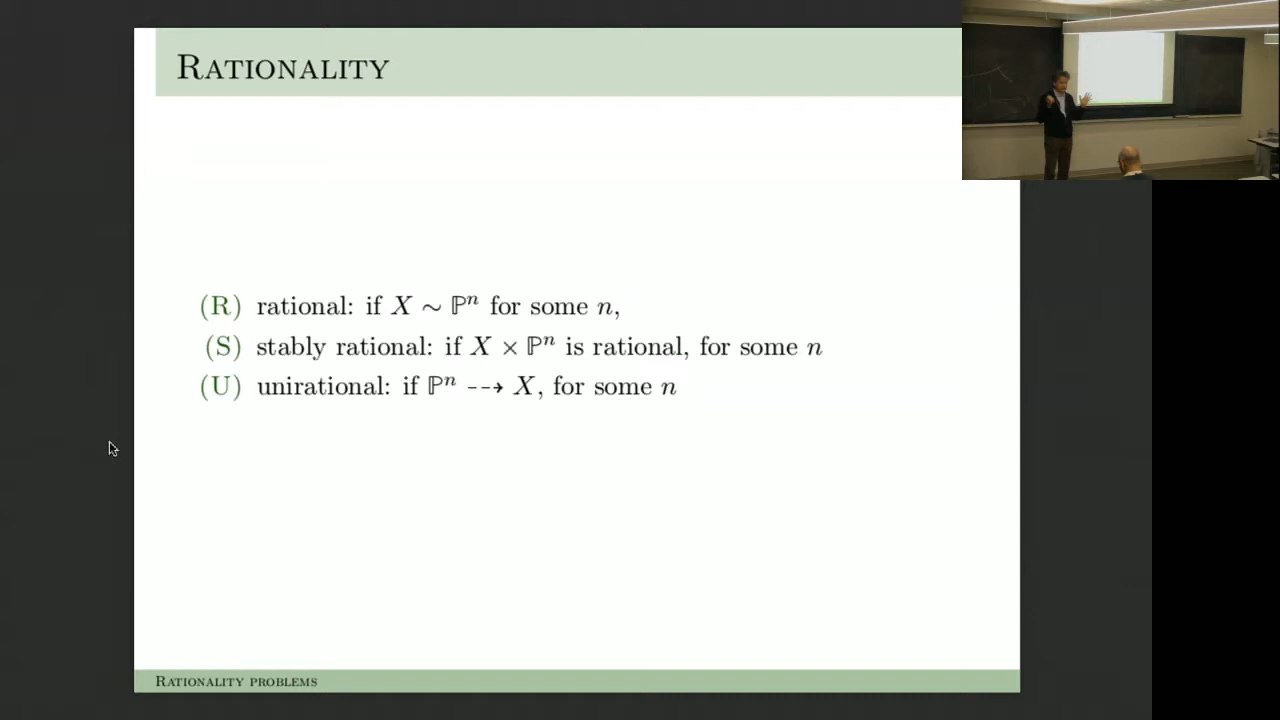 Rationality
(R) rational: if X ∼ ℙⁿ for some n,
(S) stably rational: if X × ℙⁿ is rational, for some n
(U) unirational: if ℙⁿ ⇢ X, for some n
Rationality problems